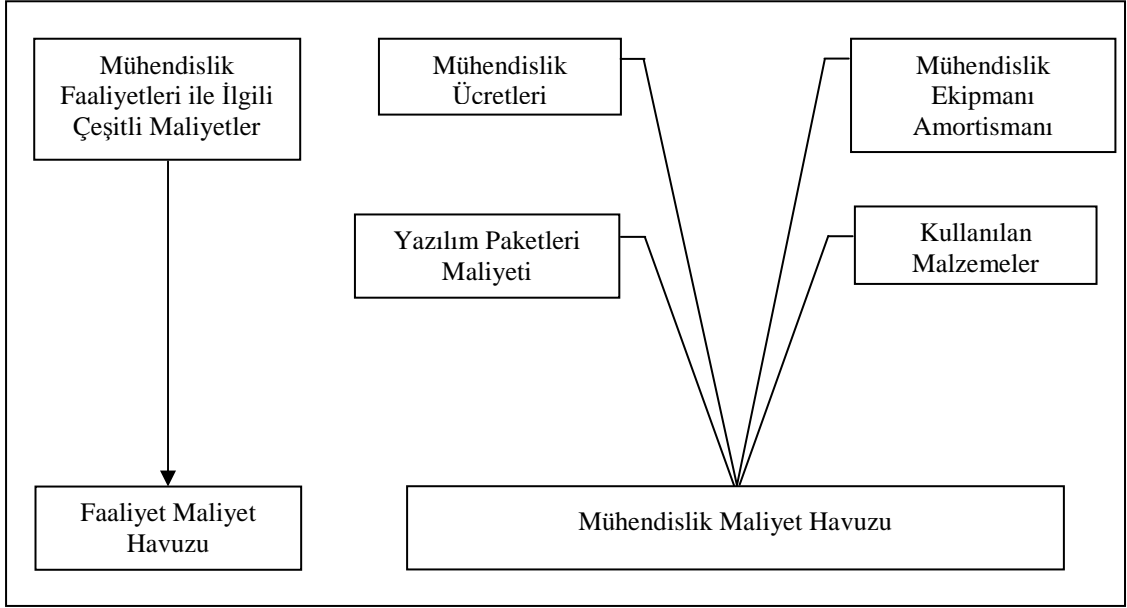 Mühendislik
Faaliyetleri ile İlgili
Çeşitli Maliyetler
Mühendislik
Ücretleri
Mühendislik
Ekipmanı
Amortismanı
Yazılım Paketleri
Maliyeti
Kullanılan
Malzemeler
Faaliyet Maliyet
Havuzu
Mühendislik Maliyet Havuzu